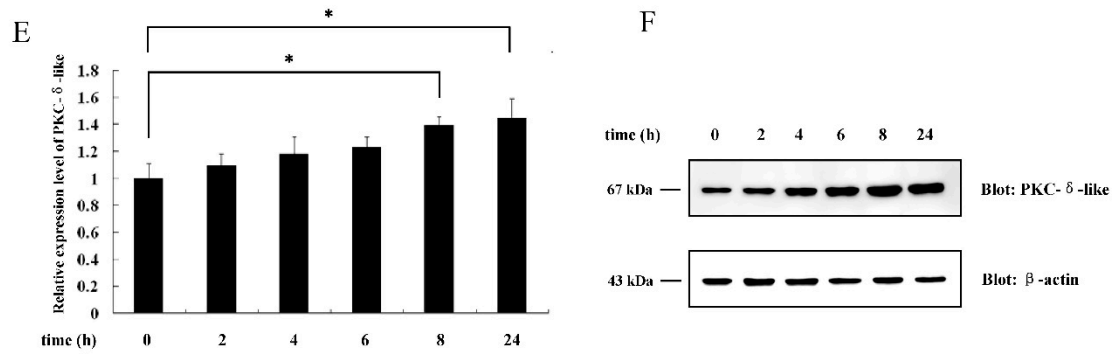 E
*
*
Relative expression level of PKC-δ-like
1.8
1.6
1.4
1.2
1
0.8
0.6
0.4
0.2
0
time (h) 0 2 4 6 8 24
F
time (h) 0 2 4 6 8 24
67 kDa
Blot: PKC-δ-like
43 kDa
Blot: β-actin